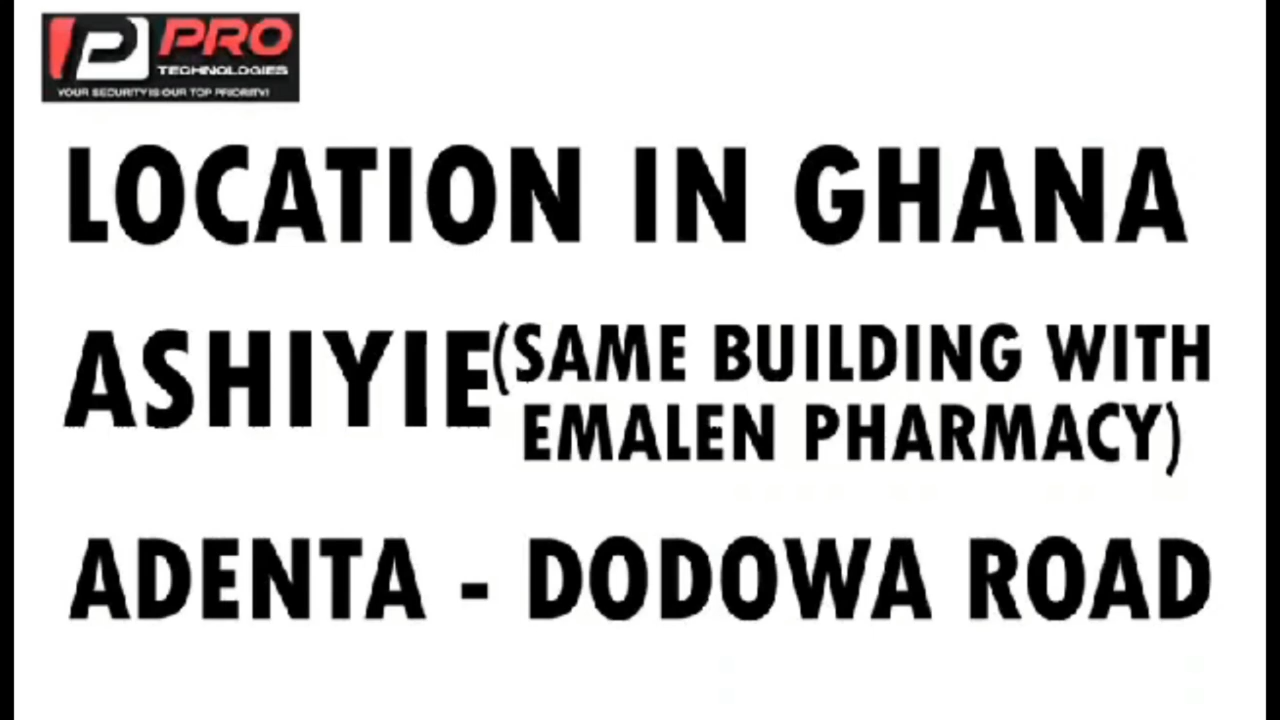 PRO
TECHNOLOGIES
YOUR SECURITY IS OUR TOP PRIORITY!
LOCATION IN GHANA
ASHIYIE (SAME BUILDING WITH
EMALEN PHARMACY)
ADENTA - DODOWA ROAD